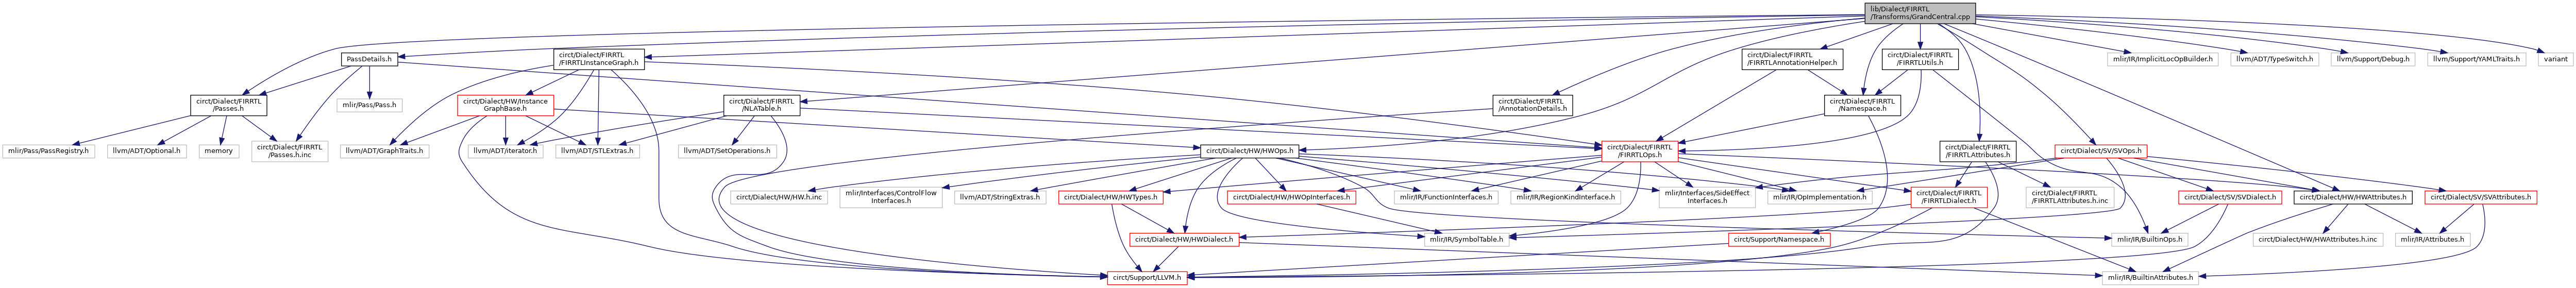 lib/Dialect/FIRRTL
/Transforms/GrandCentral.cpp
PassDetails.h
circt/Dialect/FIRRTL
/FIRRTLInstanceGraph.h
circt/Dialect/FIRRTL
/FIRRTLAnnotationHelper.h
circt/Dialect/FIRRTL
/FIRRTLUtils.h
mlir/IR/ImplicitLocOpBuilder.h
llvm/ADT/TypeSwitch.h
llvm/Support/Debug.h
llvm/Support/YAMLTraits.h
variant
circt/Dialect/FIRRTL
/Passes.h
mlir/Pass/Pass.h
circt/Dialect/HW/Instance
GraphBase.h
circt/Dialect/FIRRTL
/NLATable.h
circt/Dialect/FIRRTL
/AnnotationDetails.h
circt/Dialect/FIRRTL
/Namespace.h
mlir/Pass/PassRegistry.h
llvm/ADT/Optional.h
memory
circt/Dialect/FIRRTL
/Passes.h.inc
llvm/ADT/GraphTraits.h
llvm/ADT/iterator.h
llvm/ADT/STLExtras.h
llvm/ADT/SetOperations.h
circt/Dialect/HW/HWOps.h
circt/Dialect/FIRRTL
/FIRRTLOps.h
circt/Dialect/FIRRTL
/FIRRTLAttributes.h
circt/Dialect/SV/SVOps.h
circt/Dialect/HW/HW.h.inc
mlir/Interfaces/ControlFlow
Interfaces.h
llvm/ADT/StringExtras.h
circt/Dialect/HW/HWTypes.h
circt/Dialect/HW/HWOpInterfaces.h
mlir/IR/FunctionInterfaces.h
mlir/IR/RegionKindInterface.h
mlir/Interfaces/SideEffect
Interfaces.h
mlir/IR/OpImplementation.h
circt/Dialect/FIRRTL
/FIRRTLDialect.h
circt/Dialect/FIRRTL
/FIRRTLAttributes.h.inc
circt/Dialect/SV/SVDialect.h
circt/Dialect/HW/HWAttributes.h
circt/Dialect/SV/SVAttributes.h
circt/Dialect/HW/HWDialect.h
mlir/IR/SymbolTable.h
circt/Support/Namespace.h
mlir/IR/BuiltinOps.h
circt/Dialect/HW/HWAttributes.h.inc
mlir/IR/Attributes.h
circt/Support/LLVM.h
mlir/IR/BuiltinAttributes.h